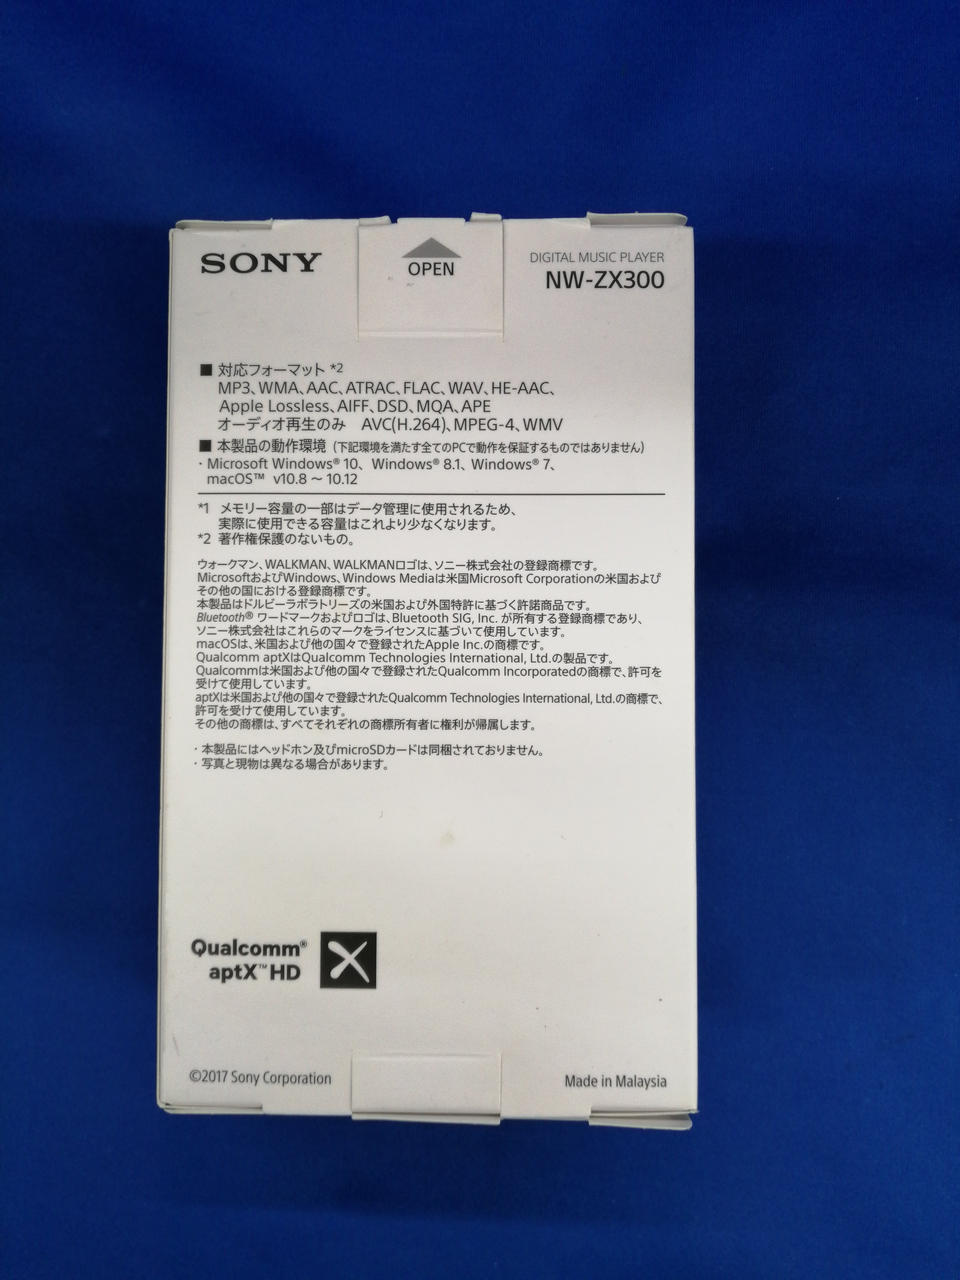 SONY
OPEN
DIGITAL MUSIC PLAYER
NW-ZX300
■ 対応フォーマット *2
MP3、WMA、AAC、ATRAC、FLAC、WAV、HE-AAC、
Apple Lossless、AIFF、DSD、MQA、APE
オーディオ再生のみ　AVC(H.264)、MPEG-4、WMV
■ 本製品の動作環境（下記環境を満たす全てのPCで動作を保証するものではありません）
・Microsoft Windows® 10、Windows® 8.1、Windows® 7、
macOS™ v10.8 ～ 10.12
*1 メモリー容量の一部はデータ管理に使用されるため、
実際に使用できる容量はこれより少なくなります。
*2 著作権保護のないもの。
ウォークマン、WALKMAN、WALKMANロゴは、ソニー株式会社の登録商標です。
MicrosoftおよびWindows、Windows Mediaは米国Microsoft Corporationの米国および
その他の国における登録商標です。
本製品はドルビーラボラトリーズの米国および外国特許に基づく許諾商品です。
Bluetooth® ワードマークおよびロゴは、Bluetooth SIG, Inc. が所有する登録商標であり、
ソニー株式会社はこれらのマークをライセンスに基づいて使用しています。
macOSは、米国および他の国々で登録されたApple Inc.の商標です。
Qualcomm aptXはQualcomm Technologies International, Ltd.の製品です。
Qualcommは米国および他の国々で登録されたQualcomm Incorporatedの商標で、許可を
受けて使用しています。
aptXは米国および他の国々で登録されたQualcomm Technologies International, Ltd.の商標で、
許可を受けて使用しています。
その他の商標は、すべてそれぞれの商標所有者に権利が帰属します。
・本製品にはヘッドホン及びmicroSDカードは同梱されておりません。
・写真と現物は異なる場合があります。
Qualcomm®
aptX™ HD
©2017 Sony Corporation
Made in Malaysia